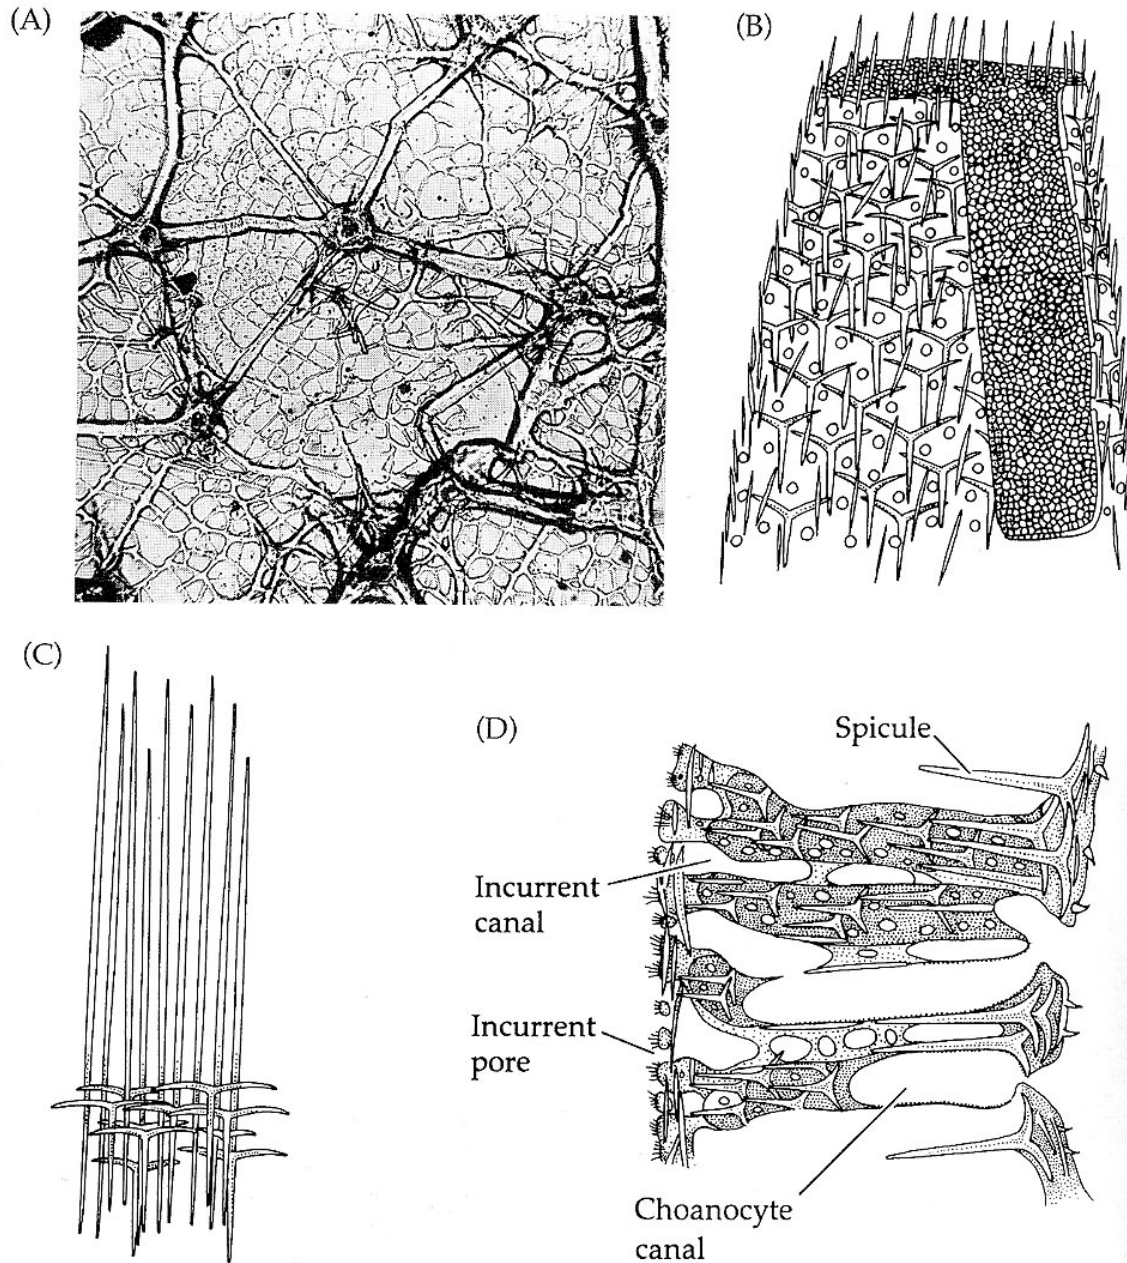 (A)
(B)
(C)
(D)
Spicule
Incurrent
canal
Incurrent
pore
Choanocyte
canal